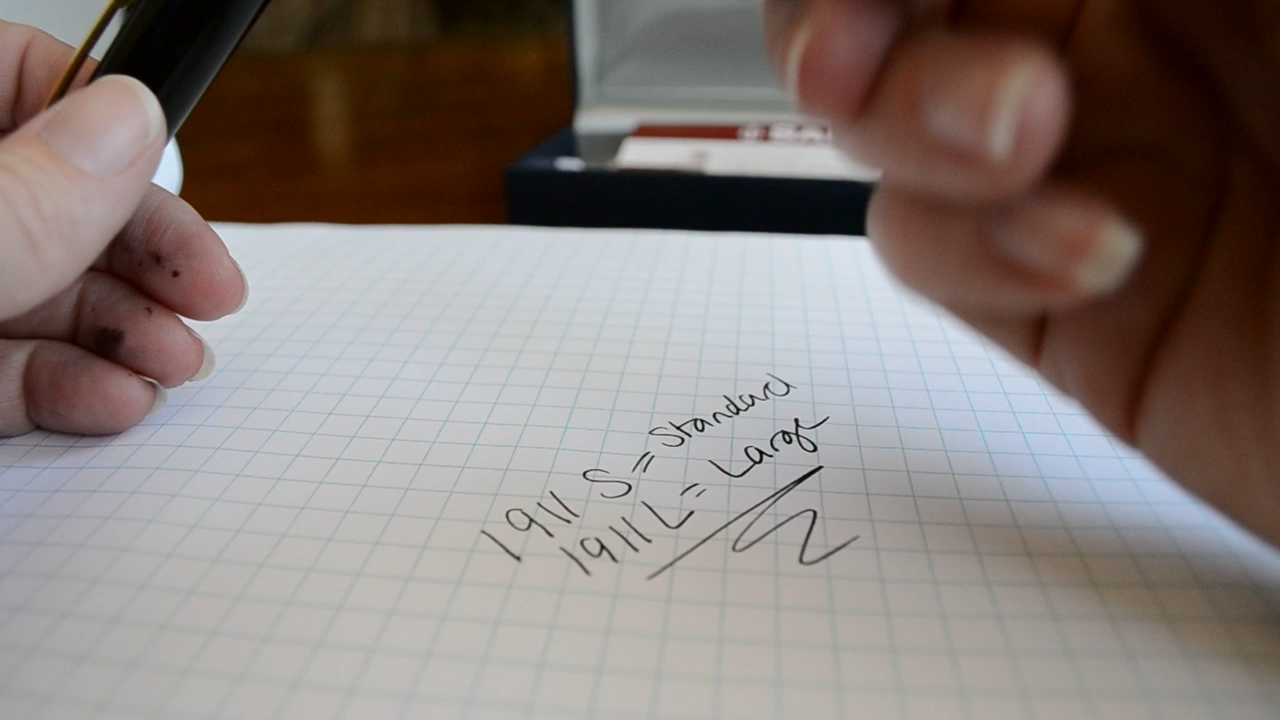 1911 S = Standard
1911 L = Large